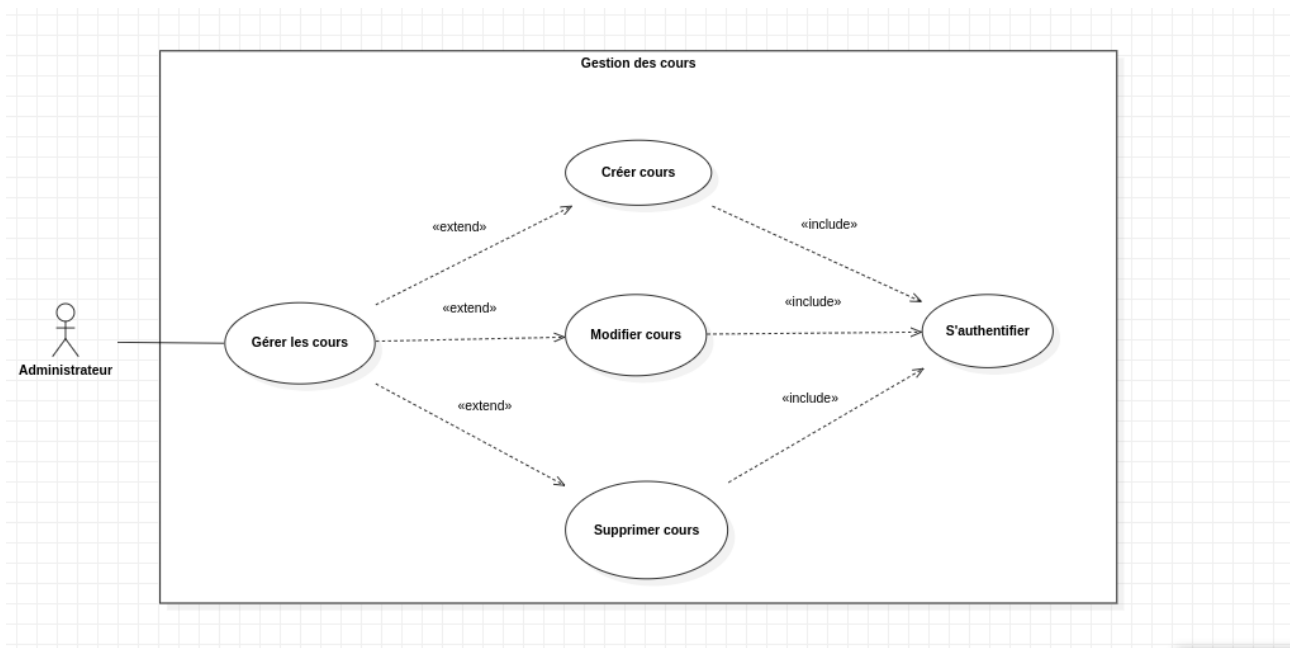 Gestion des cours
Créer cours
«extend»
«include»
«extend»
«include»
Gérer les cours
Modifier cours
S'authentifier
Administrateur
«extend»
«include»
Supprimer cours